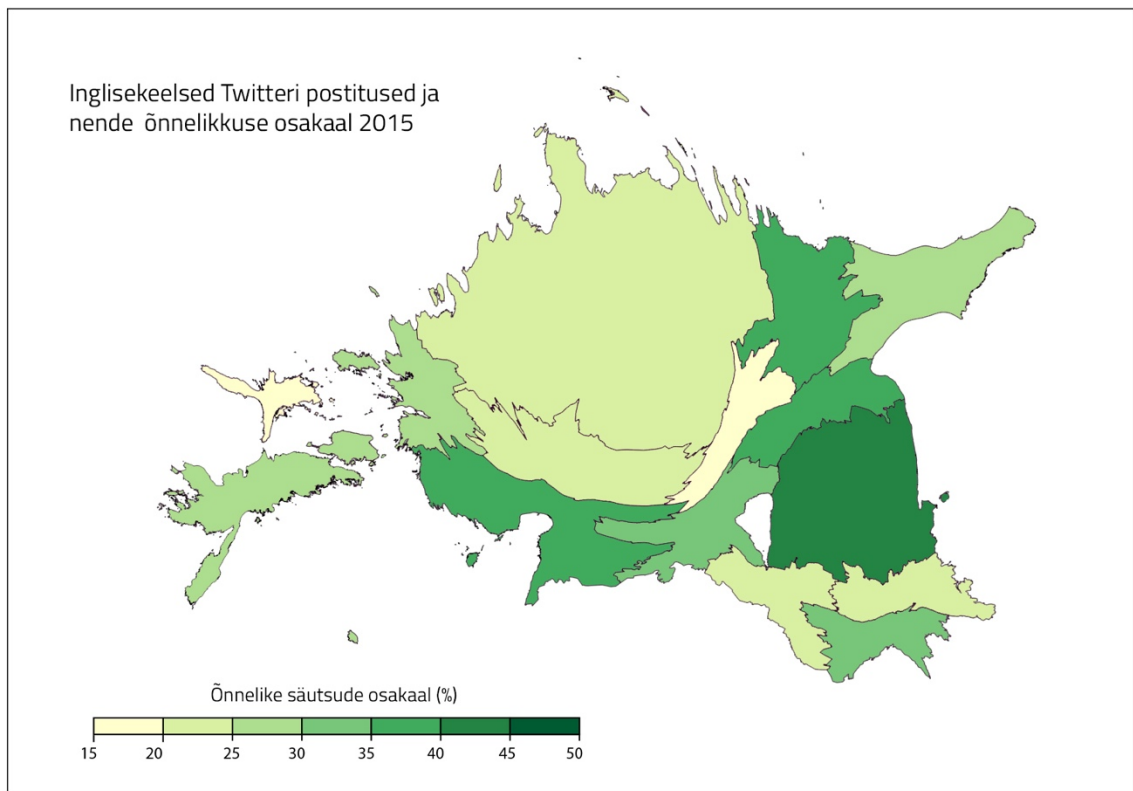 Inglisekeelsed Twitteri postitused ja
nende õnnelikkuse osakaal 2015
Õnnelike säutsude osakaal (%)
15 20 25 30 35 40 45 50